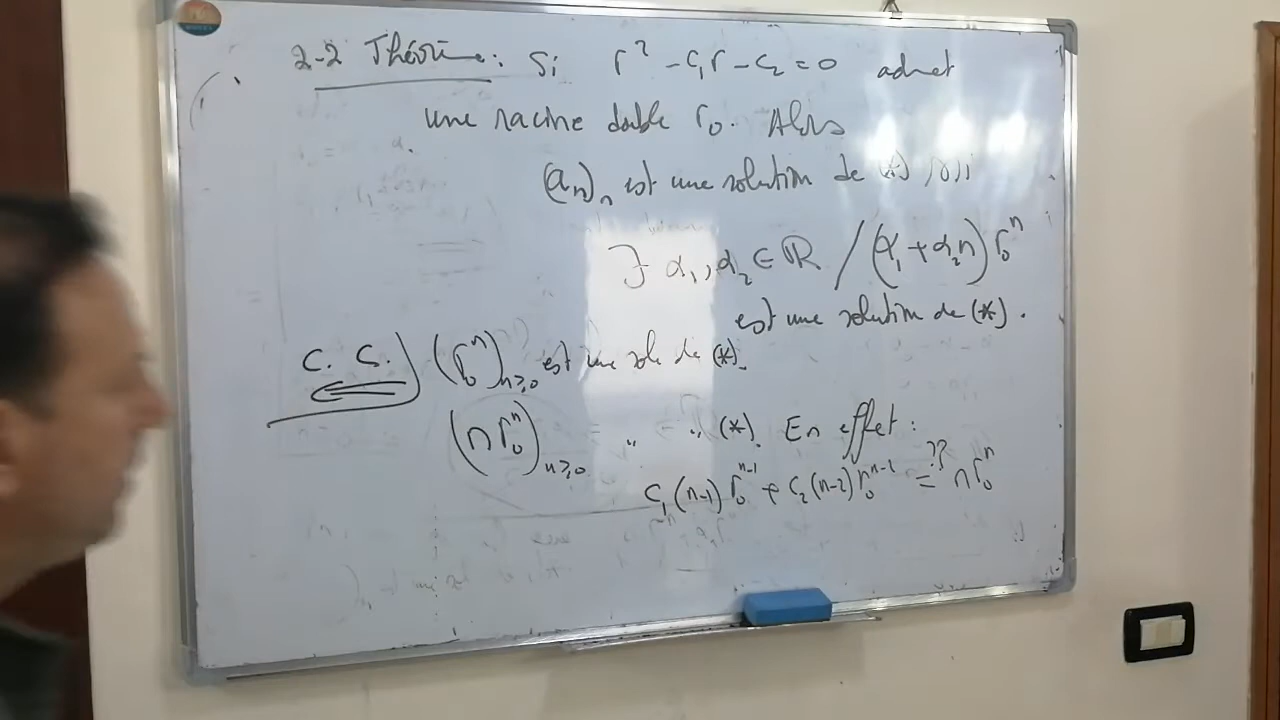 2-2 Théorème : Si r² - c₁r - c₂ = 0 admet
une racine double r₀. Alors
(aₙ)ₙ est une solution de (*) ssi
∃ α₁, α₂ ∈ ℝ / (α₁ + α₂n) r₀ⁿ
est une solution de (*).
C. S. (r₀ⁿ)ₙ≥₀ est une sol. de (*).
⇐ (n r₀ⁿ)ₙ≥₀ = " " (*). En effet :
c₁(n-1) r₀ⁿ⁻¹ + c₂(n-2) r₀ⁿ⁻² =?? n r₀ⁿ